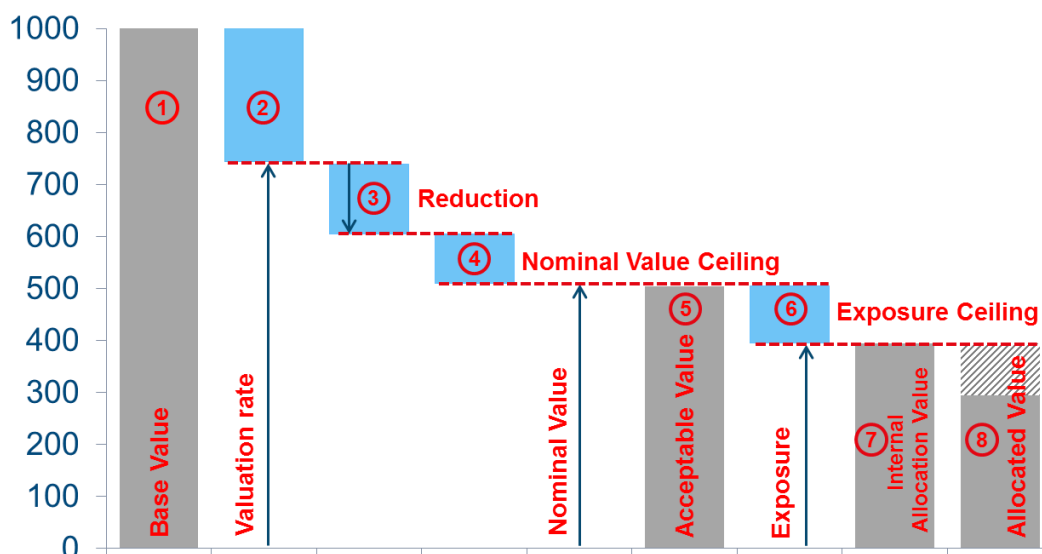 1000
900
800
700
600
500
400
300
200
100
0
1
Base Value
2
Valuation rate
3
Reduction
4
Nominal Value Ceiling
Nominal Value
5
Acceptable Value
6
Exposure Ceiling
Exposure
7
Internal
Allocation Value
8
Allocated Value